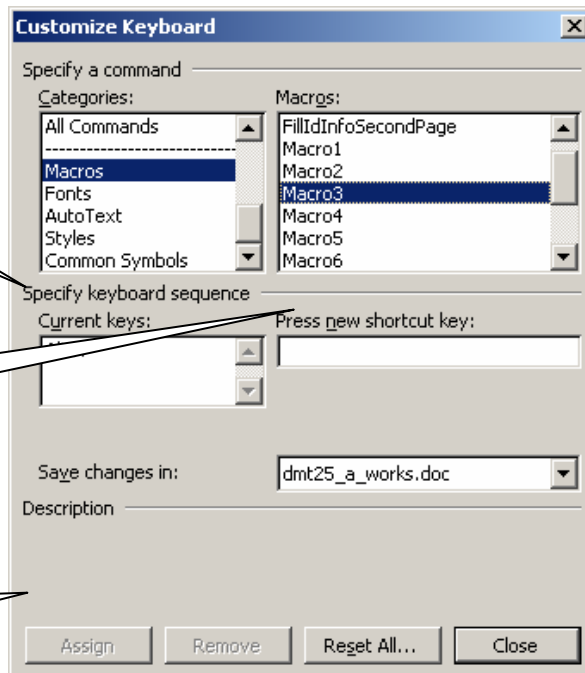 Customize Keyboard
Specify a command
Categories:
Macros:
All Commands
Macros
Fonts
AutoText
Styles
Common Symbols
FillIdInfoSecondPage
Macro1
Macro2
Macro3
Macro4
Macro5
Macro6
Specify keyboard sequence
Current keys:
Press new shortcut key:
Save changes in:
dmt25_a_works.doc
Description
Assign
Remove
Reset All...
Close